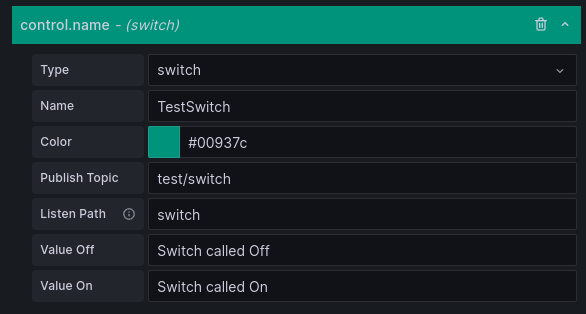 control.name - (switch)
Type switch
Name TestSwitch
Color #00937c
Publish Topic test/switch
Listen Path switch
Value Off Switch called Off
Value On Switch called On